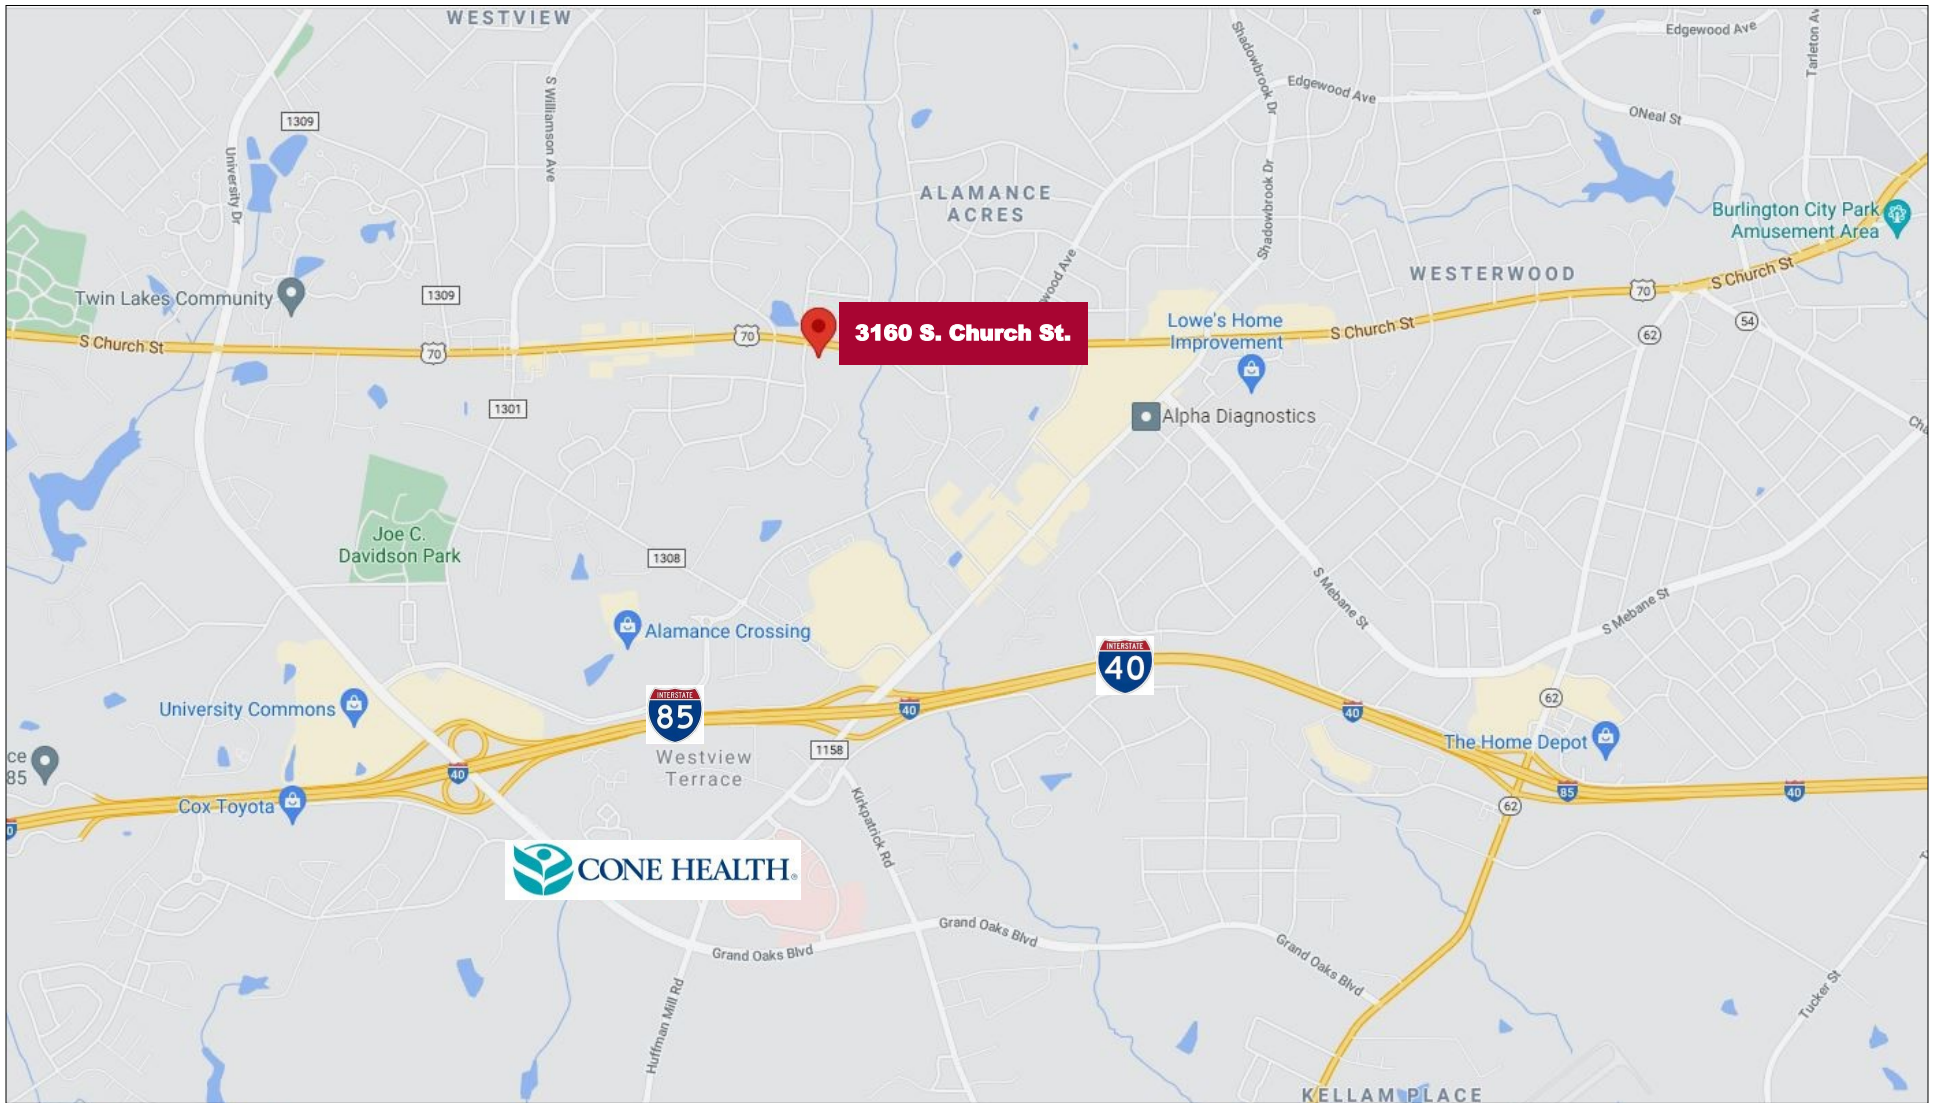 WESTVIEW
Edgewood Ave
Tarleton Av
Shadowbrook Dr
S Williamson Ave
Edgewood Ave
ONeal St
1309
University Dr
ALAMANCE
ACRES
Shadowbrook Dr
Burlington City Park
Amusement Area
WESTERWOOD
S Church St
wood Ave
Twin Lakes Community
1309
70
54
62
3160 S. Church St.
Lowe's Home
Improvement
S Church St
S Church St
70
70
1301
Alpha Diagnostics
Joe C.
Davidson Park
1308
S Mebane St
S Mebane St
Alamance Crossing
INTERSTATE
40
INTERSTATE
85
University Commons
40
40
62
Westview
Terrace
1158
The Home Depot
ce
85
40
Cox Toyota
0
85
40
62
Kirkpatrick Rd
CONE HEALTH®
Grand Oaks Blvd
Grand Oaks Blvd
Grand Oaks Blvd
Huffman Mill Rd
Tucker St
KELLAM PLACE